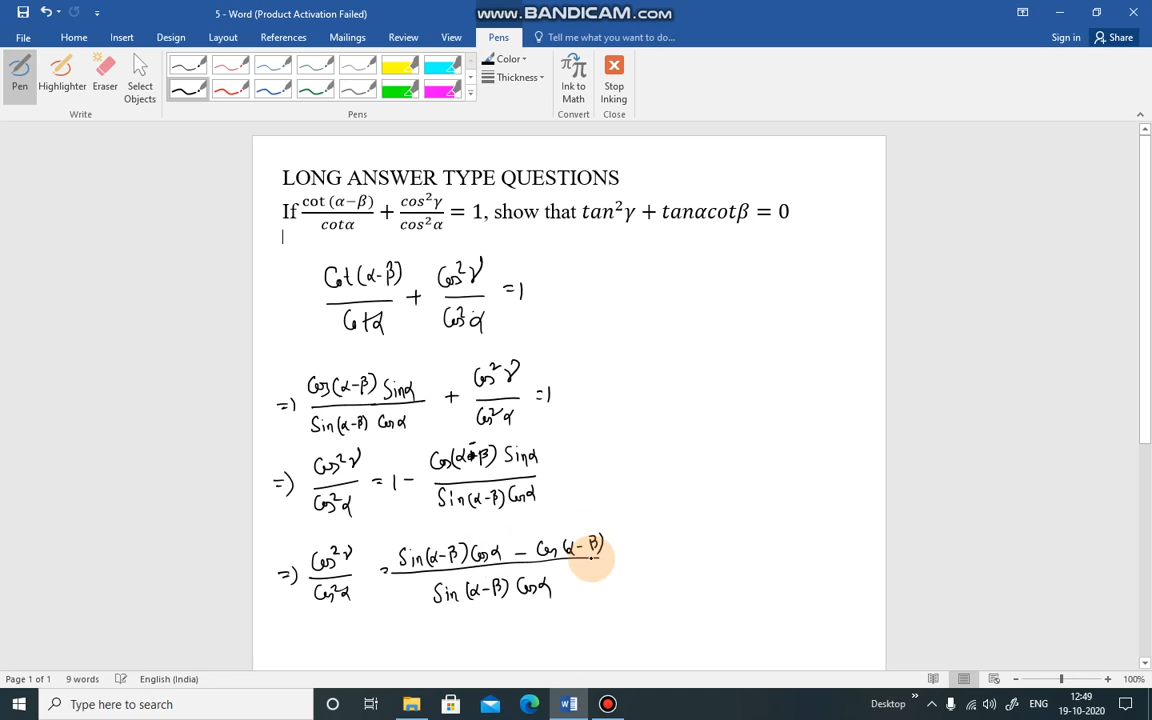 5 - Word (Product Activation Failed)
www.BANDICAM.com
File Home Insert Design Layout References Mailings Review View Pens Tell me what you want to do... Sign in Share
Pen Highlighter Eraser Select Objects Color Thickness Ink to Math Stop Inking
Write Pens Convert Close
LONG ANSWER TYPE QUESTIONS
If cot (α−β)/cotα + cos²γ/cos²α = 1, show that tan²γ + tanαcotβ = 0
Cot(α-β)/Cotα + Cos²γ/Cos²α =1
=) Cos(α-β) Sinα/Sin(α-β) Cosα + Cos²γ/Cos²α =1
=) Cos²γ/Cos²α = 1 - Cos(α-β) Sinα/Sin(α-β) Cosα
=) Cos²γ/Cos²α = Sin(α-β) Cosα - Cos(α-β)/Sin(α-β) Cosα
Page 1 of 1 9 words English (India) 100%
Type here to search Desktop ENG 12:49
19-10-2020